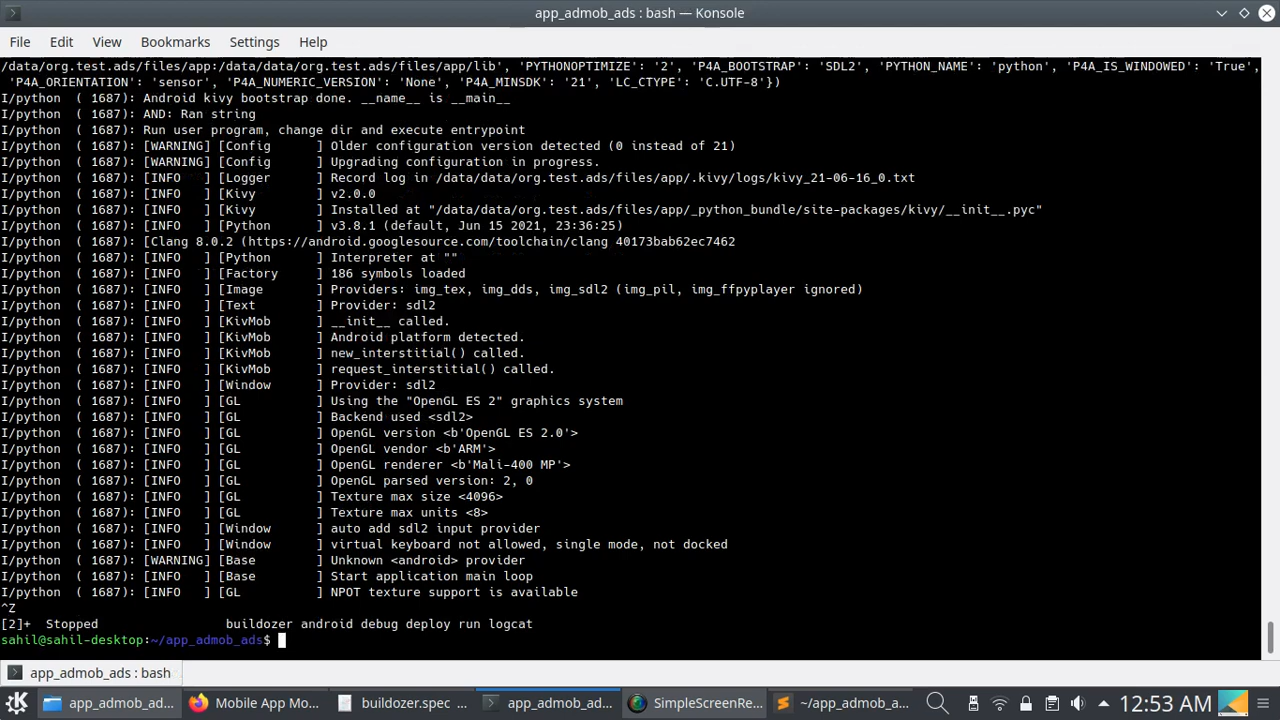 app_admob_ads : bash — Konsole
File Edit View Bookmarks Settings Help
/data/org.test.ads/files/app:/data/data/org.test.ads/files/app/lib', 'PYTHONOPTIMIZE': '2', 'P4A_BOOTSTRAP': 'SDL2', 'PYTHON_NAME': 'python', 'P4A_IS_WINDOWED': 'True',
'P4A_ORIENTATION': 'sensor', 'P4A_NUMERIC_VERSION': 'None', 'P4A_MINSDK': '21', 'LC_CTYPE': 'C.UTF-8'})
I/python  ( 1687): Android kivy bootstrap done. __name__ is __main__
I/python  ( 1687): AND: Ran string
I/python  ( 1687): Run user program, change dir and execute entrypoint
I/python  ( 1687): [WARNING] [Config      ] Older configuration version detected (0 instead of 21)
I/python  ( 1687): [WARNING] [Config      ] Upgrading configuration in progress.
I/python  ( 1687): [INFO   ] [Logger      ] Record log in /data/data/org.test.ads/files/app/.kivy/logs/kivy_21-06-16_0.txt
I/python  ( 1687): [INFO   ] [Kivy        ] v2.0.0
I/python  ( 1687): [INFO   ] [Kivy        ] Installed at "/data/data/org.test.ads/files/app/_python_bundle/site-packages/kivy/__init__.pyc"
I/python  ( 1687): [INFO   ] [Python      ] v3.8.1 (default, Jun 15 2021, 23:36:25)
I/python  ( 1687): [Clang 8.0.2 (https://android.googlesource.com/toolchain/clang 40173bab62ec7462
I/python  ( 1687): [INFO   ] [Python      ] Interpreter at ""
I/python  ( 1687): [INFO   ] [Factory     ] 186 symbols loaded
I/python  ( 1687): [INFO   ] [Image       ] Providers: img_tex, img_dds, img_sdl2 (img_pil, img_ffpyplayer ignored)
I/python  ( 1687): [INFO   ] [Text        ] Provider: sdl2
I/python  ( 1687): [INFO   ] [KivMob      ] __init__ called.
I/python  ( 1687): [INFO   ] [KivMob      ] Android platform detected.
I/python  ( 1687): [INFO   ] [KivMob      ] new_interstitial() called.
I/python  ( 1687): [INFO   ] [KivMob      ] request_interstitial() called.
I/python  ( 1687): [INFO   ] [Window      ] Provider: sdl2
I/python  ( 1687): [INFO   ] [GL          ] Using the "OpenGL ES 2" graphics system
I/python  ( 1687): [INFO   ] [GL          ] Backend used <sdl2>
I/python  ( 1687): [INFO   ] [GL          ] OpenGL version <b'OpenGL ES 2.0'>
I/python  ( 1687): [INFO   ] [GL          ] OpenGL vendor <b'ARM'>
I/python  ( 1687): [INFO   ] [GL          ] OpenGL renderer <b'Mali-400 MP'>
I/python  ( 1687): [INFO   ] [GL          ] OpenGL parsed version: 2, 0
I/python  ( 1687): [INFO   ] [GL          ] Texture max size <4096>
I/python  ( 1687): [INFO   ] [GL          ] Texture max units <8>
I/python  ( 1687): [INFO   ] [Window      ] auto add sdl2 input provider
I/python  ( 1687): [INFO   ] [Window      ] virtual keyboard not allowed, single mode, not docked
I/python  ( 1687): [WARNING] [Base        ] Unknown <android> provider
I/python  ( 1687): [INFO   ] [Base        ] Start application main loop
I/python  ( 1687): [INFO   ] [GL          ] NPOT texture support is available
^Z
[2]+  Stopped                 buildozer android debug deploy run logcat
sahil@sahil-desktop:~/app_admob_ads$
app_admob_ads : bash
app_admob_ad... Mobile App Mo... buildozer.spec ... app_admob_ads... SimpleScreenRe... ~/app_admob_a... 12:53 AM